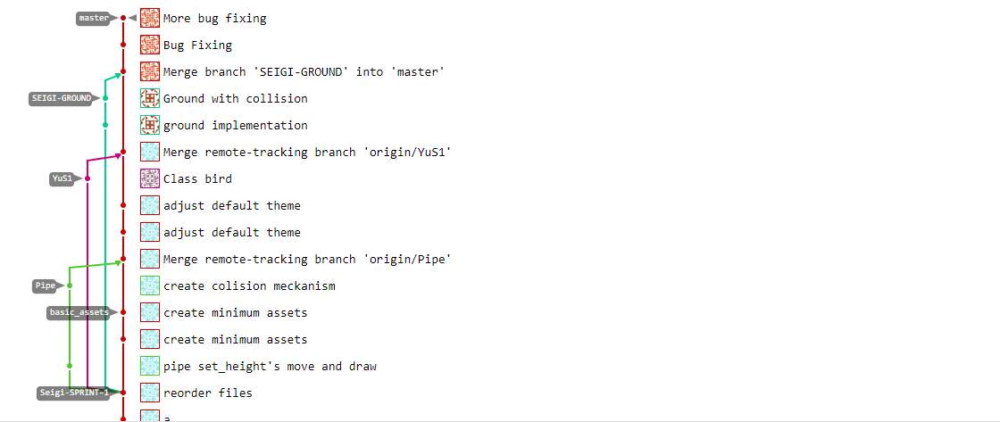 master More bug fixing
Bug Fixing
Merge branch 'SEIGI-GROUND' into 'master'
SEIGI-GROUND Ground with collision
ground implementation
Merge remote-tracking branch 'origin/YuS1'
YuS1 Class bird
adjust default theme
adjust default theme
Merge remote-tracking branch 'origin/Pipe'
Pipe create colision meckanism
basic_assets create minimum assets
create minimum assets
pipe set_height's move and draw
Seigi-SPRINT-1 reorder files
a